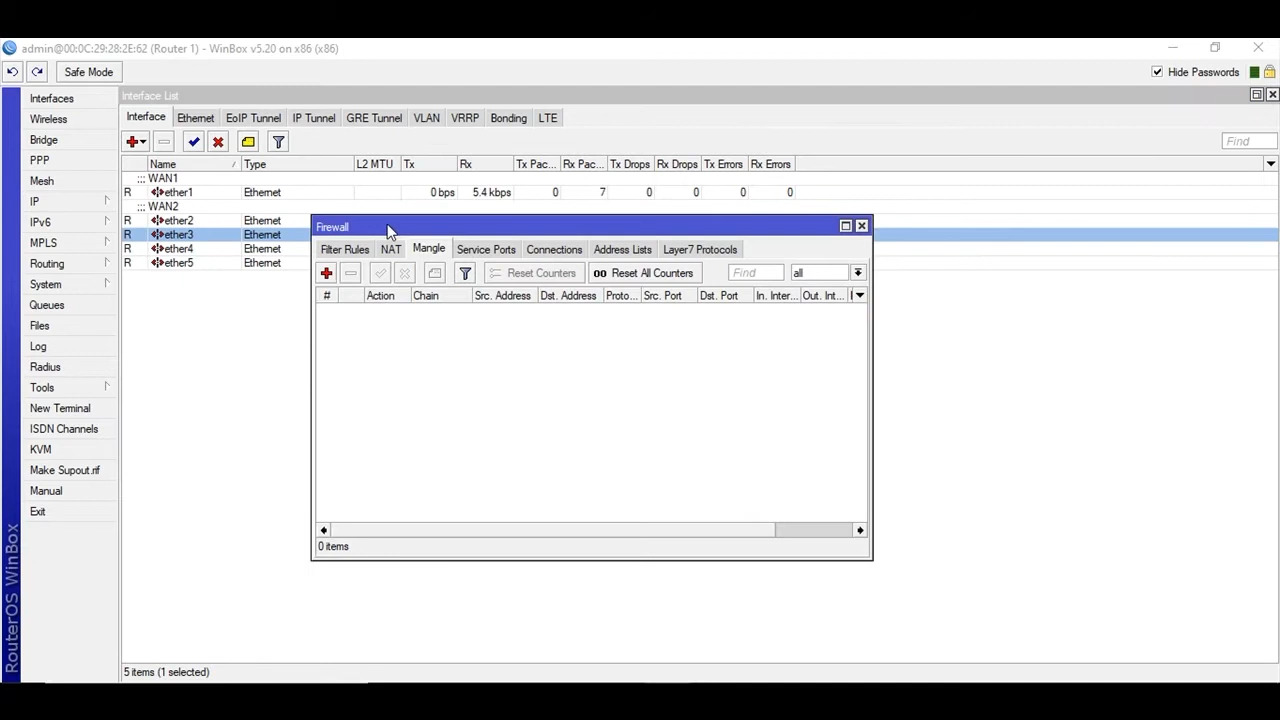 admin@00:0C:29:28:2E:62 (Router 1) - WinBox v5.20 on x86 (x86)
Safe Mode
Hide Passwords
Interfaces
Wireless
Bridge
PPP
Mesh
IP
IPv6
MPLS
Routing
System
Queues
Files
Log
Radius
Tools
New Terminal
ISDN Channels
KVM
Make Supout.rif
Manual
Exit
RouterOS WinBox
Interface List
Interface Ethernet EoIP Tunnel IP Tunnel GRE Tunnel VLAN VRRP Bonding LTE
Find
Name Type L2 MTU Tx Rx Tx Pac... Rx Pac... Tx Drops Rx Drops Tx Errors Rx Errors
::: WAN1
R ether1 Ethernet 0 bps 5.4 kbps 0 7 0 0 0 0
::: WAN2
R ether2 Ethernet
R ether3 Ethernet
R ether4 Ethernet
R ether5 Ethernet
Firewall
Filter Rules NAT Mangle Service Ports Connections Address Lists Layer7 Protocols
Reset Counters 00 Reset All Counters Find all
# Action Chain Src. Address Dst. Address Proto... Src. Port Dst. Port In. Inter... Out. Int...
0 items
5 items (1 selected)